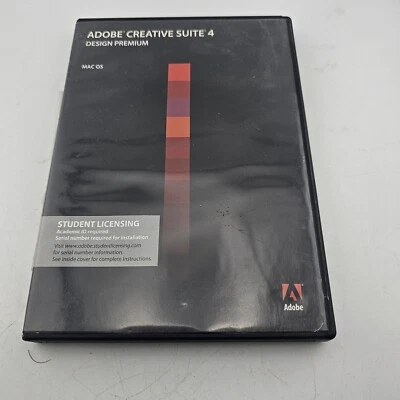 ADOBE® CREATIVE SUITE® 4
DESIGN PREMIUM
MAC OS
STUDENT LICENSING
Academic ID required.
Serial number required for installation.
Visit www.adobe.studentlicensing.com
for serial number information.
See inside cover for complete instructions.
Adobe